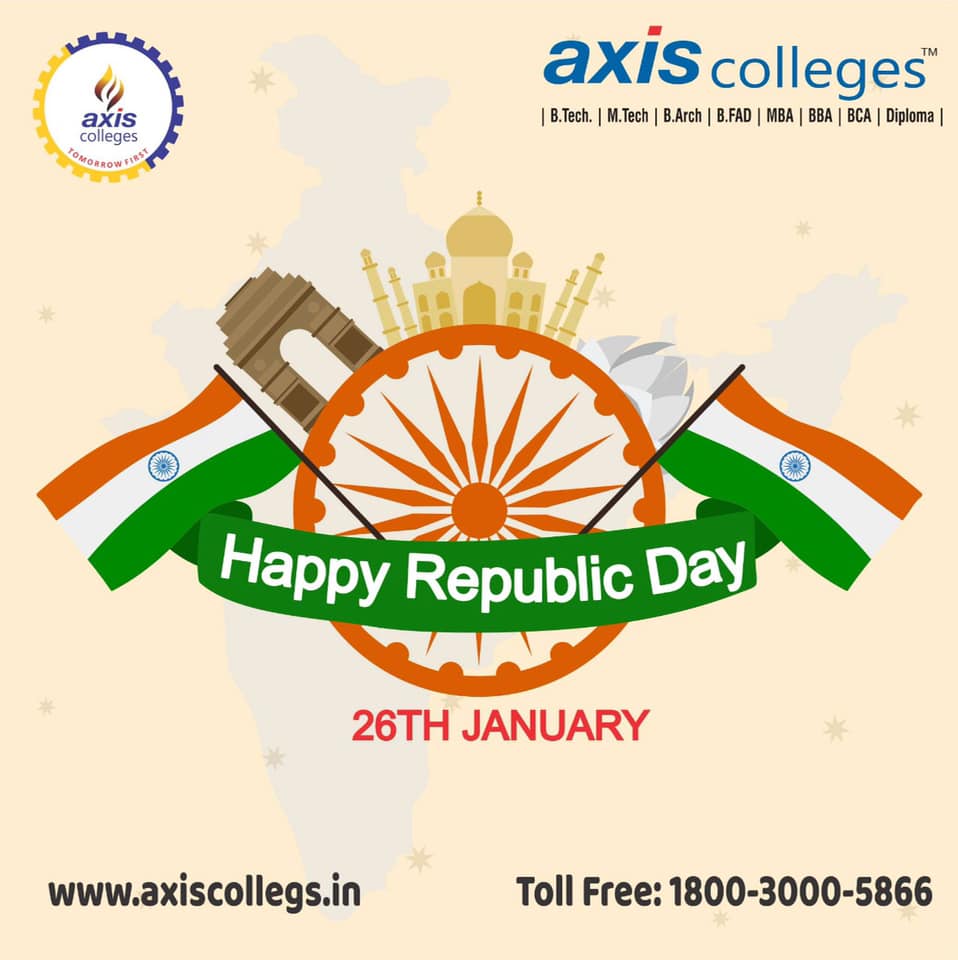 axis
colleges
TOMORROW FIRST
axis colleges™
| B.Tech. | M.Tech | B.Arch | B.FAD | MBA | BBA | BCA | Diploma |
Happy Republic Day
26TH JANUARY
www.axiscollegs.in
Toll Free: 1800-3000-5866